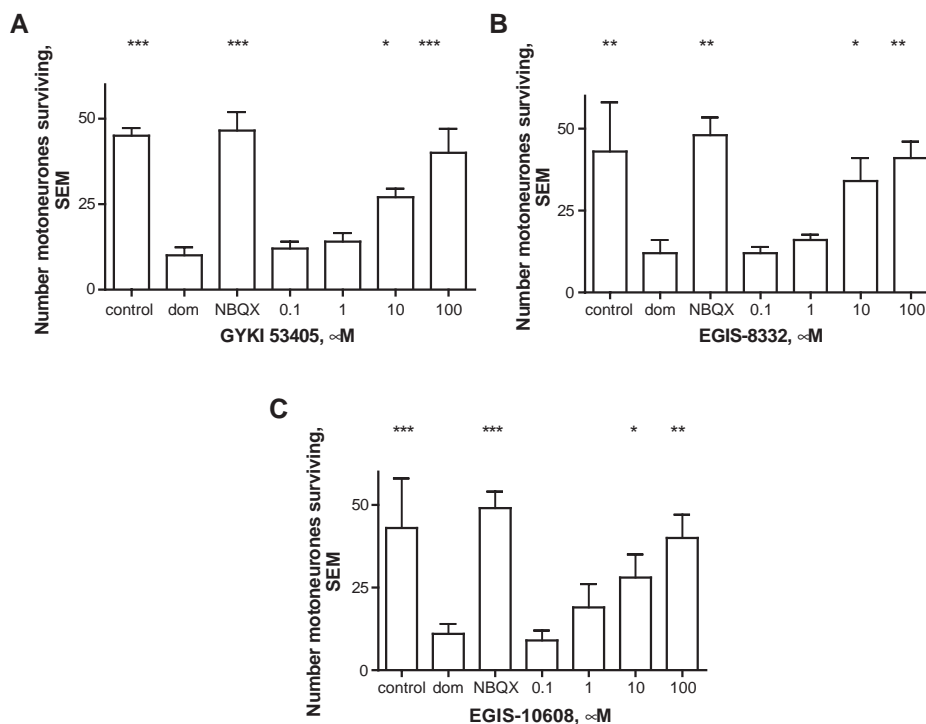 A
Number motoneurones surviving,
SEM
*** *** * ***
50
25
0
control dom NBQX 0.1 1 10 100
GYKI 53405, ∝M
B
Number motoneurones surviving,
SEM
** ** * **
50
25
0
control dom NBQX 0.1 1 10 100
EGIS-8332, ∝M
C
Number motoneurones surviving,
SEM
*** *** * **
50
25
0
control dom NBQX 0.1 1 10 100
EGIS-10608, ∝M